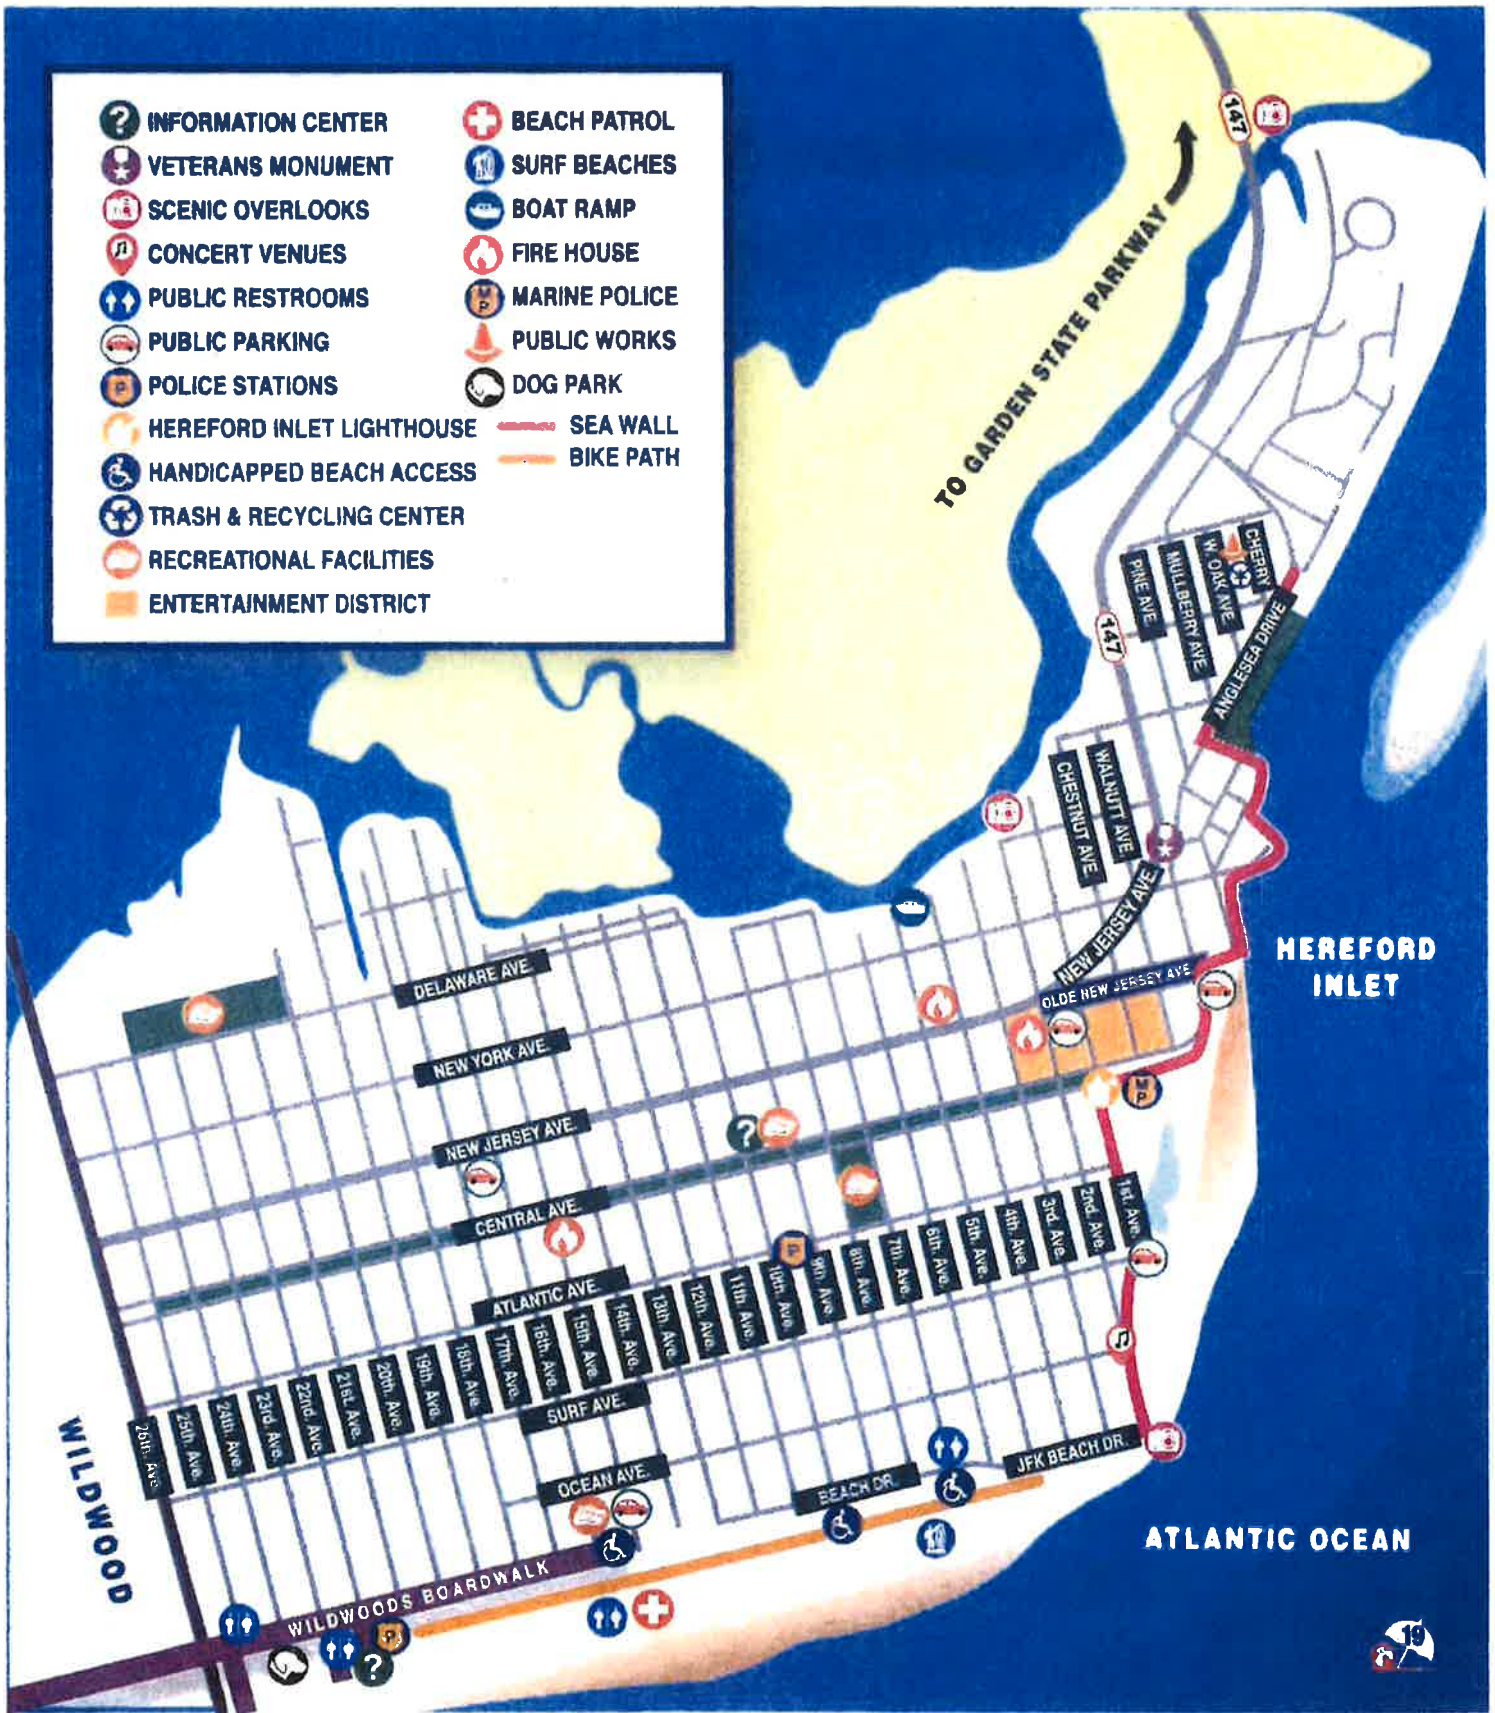 INFORMATION CENTER
VETERANS MONUMENT
SCENIC OVERLOOKS
CONCERT VENUES
PUBLIC RESTROOMS
PUBLIC PARKING
POLICE STATIONS
HEREFORD INLET LIGHTHOUSE
HANDICAPPED BEACH ACCESS
TRASH & RECYCLING CENTER
RECREATIONAL FACILITIES
ENTERTAINMENT DISTRICT
BEACH PATROL
SURF BEACHES
BOAT RAMP
FIRE HOUSE
MARINE POLICE
PUBLIC WORKS
DOG PARK
SEA WALL
BIKE PATH
147
TO GARDEN STATE PARKWAY
CHERRY
W. OAK AVE.
MULLBERRY AVE.
PINE AVE.
147
ANGLESEA DRIVE
WALNUTT AVE.
CHESTNUT AVE.
NEW JERSEY AVE.
OLDE NEW JERSEY AVE.
HEREFORD
INLET
DELAWARE AVE.
NEW YORK AVE.
NEW JERSEY AVE.
CENTRAL AVE.
ATLANTIC AVE.
SURF AVE.
OCEAN AVE.
BEACH DR.
JFK BEACH DR.
1st. Ave.
2nd. Ave.
3rd. Ave.
4th. Ave.
5th. Ave.
6th. Ave.
7th. Ave.
8th. Ave.
9th. Ave.
10th. Ave.
11th. Ave.
12th. Ave.
13th. Ave.
14th. Ave.
15th. Ave.
16th. Ave.
17th. Ave.
18th. Ave.
19th. Ave.
20th. Ave.
21st. Ave.
22nd. Ave.
23rd. Ave.
24th. Ave.
25th. Ave.
26th. Ave.
WILDWOOD
WILDWOODS BOARDWALK
ATLANTIC OCEAN
MP
P
P
?
?
19